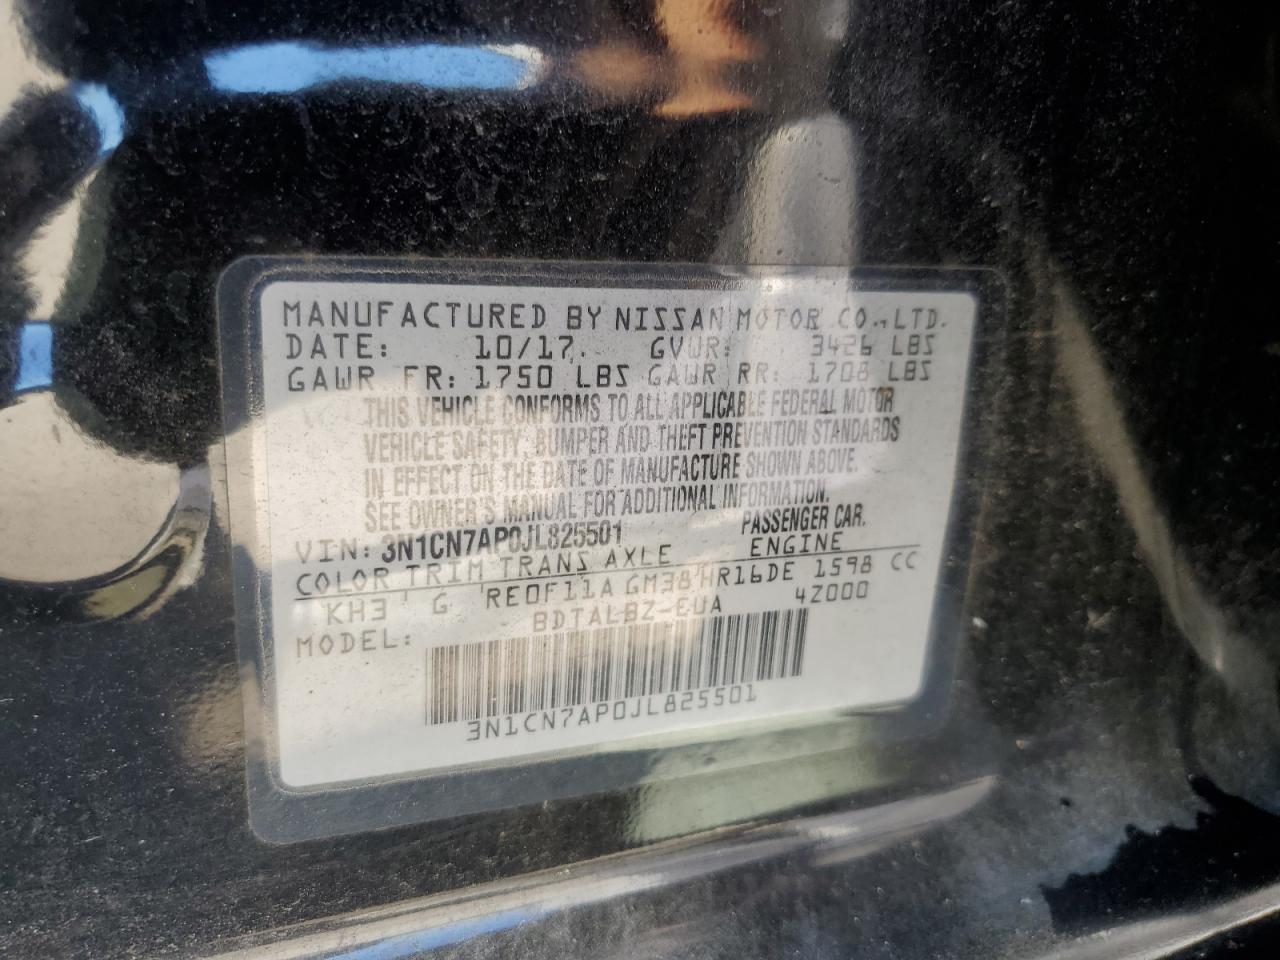 MANUFACTURED BY NISSAN MOTOR CO., LTD.
DATE: 10/17. GVWR: 3426 LBS
GAWR FR: 1750 LBS GAWR RR: 1708 LBS
THIS VEHICLE CONFORMS TO ALL APPLICABLE FEDERAL MOTOR
VEHICLE SAFETY, BUMPER AND THEFT PREVENTION STANDARDS
IN EFFECT ON THE DATE OF MANUFACTURE SHOWN ABOVE.
SEE OWNER'S MANUAL FOR ADDITIONAL INFORMATION.
VIN: 3N1CN7AP0JL825501 PASSENGER CAR.
COLOR TRIM TRANS AXLE ENGINE
KH3 G RE0F11A GM38 HR16DE 1598 CC
MODEL: BDTALBZ-EUA 4Z000
3N1CN7AP0JL825501